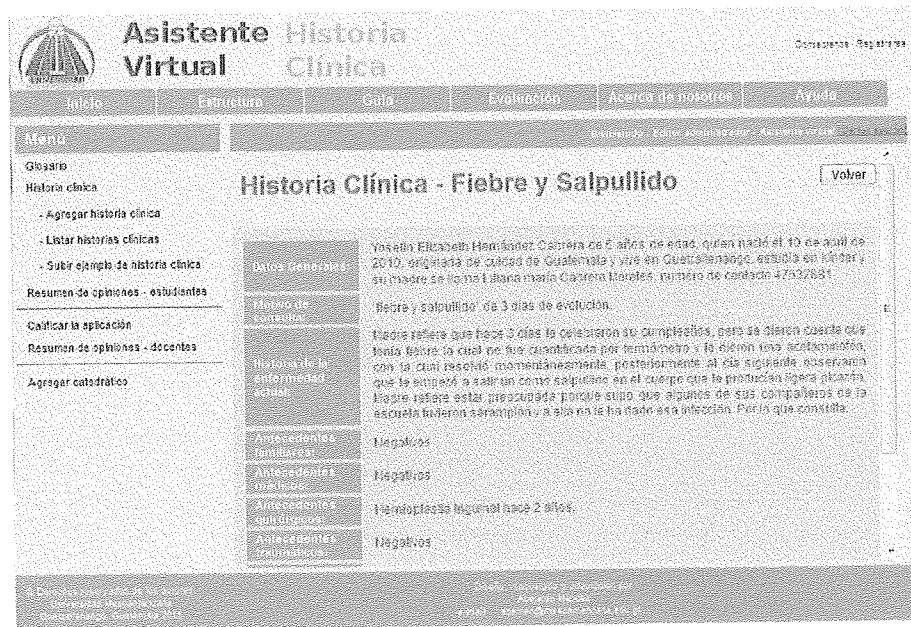 Asistente Historia
Virtual Clínica
Inicio Estructura Guía Evaluación Acerca de nosotros Ayuda
Menú
Glosario
Historia clínica
- Agregar historia clínica
- Listar historias clínicas
- Subir ejemplo de historia clínica
Resumen de opiniones - estudiantes
Calificar la aplicación
Resumen de opiniones - docentes
Agregar catedrático
Historia Clínica - Fiebre y Salpullido
Volver
Datos Generales
Yoselin Elizabeth Hernández Cabrera de 5 años de edad, quien nació el 10 de abril de
2010, originaria de cuidad de Guatemala y vive en Quetzaltenango, estudia en kinder y
su madre se llama Liliana maría Cabrera Morales, numero de contacto
Motivo de
consulta:
"fiebre y salpullido" de 3 días de evolución.
Historia de la
enfermedad
actual:
Madre refiere que hace 3 días le celebraron su cumpleaños, pero se dieron cuenta que
tenía fiebre la cual no fue cuantificada por termómetro y le dieron una acetaminofén,
con la cual resolvió momentáneamente, posteriormente al día siguiente observaron
que le empezó a salir un como salpullido en el cuerpo que le producían ligera picazón.
Madre refiere estar preocupada porque supo que algunos de sus compañeros de la
escuela tuvieron sarampión y a ella no le ha dado esa infección. Por lo que consulta.
Antecedentes
familiares:
Negativos
Antecedentes
médicos:
Negativos
Antecedentes
quirúrgicos:
Hernioplastia inguinal hace 2 años.
Antecedentes
traumáticos:
Negativos